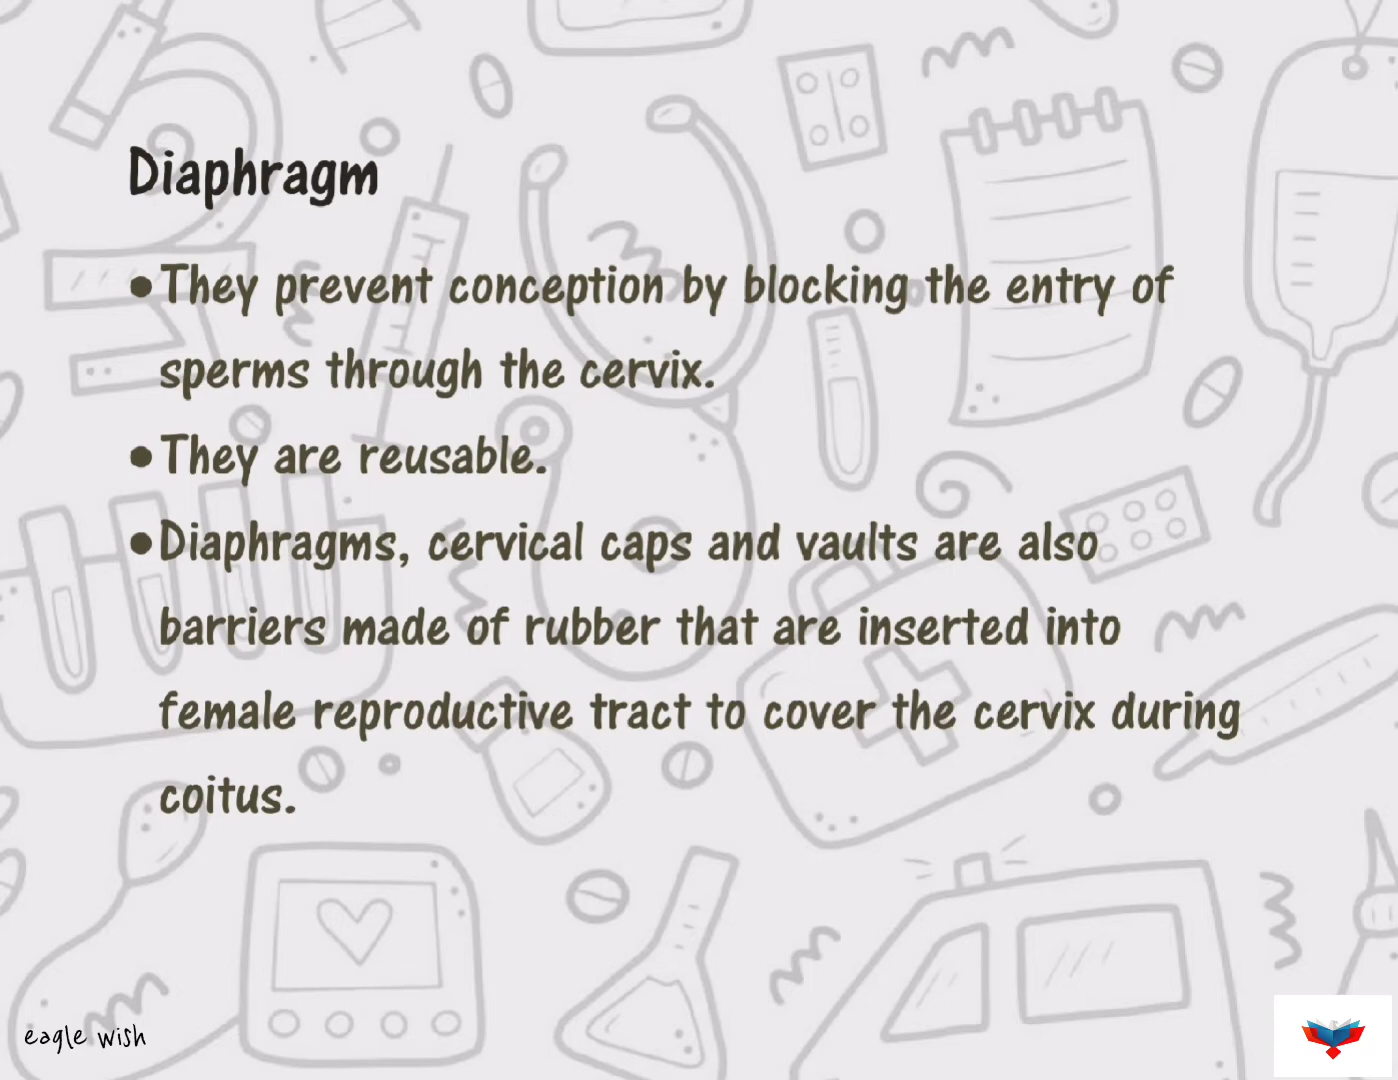 Diaphragm
•They prevent conception by blocking the entry of
sperms through the cervix.
•They are reusable.
•Diaphragms, cervical caps and vaults are also
barriers made of rubber that are inserted into
female reproductive tract to cover the cervix during
coitus.
eagle wish